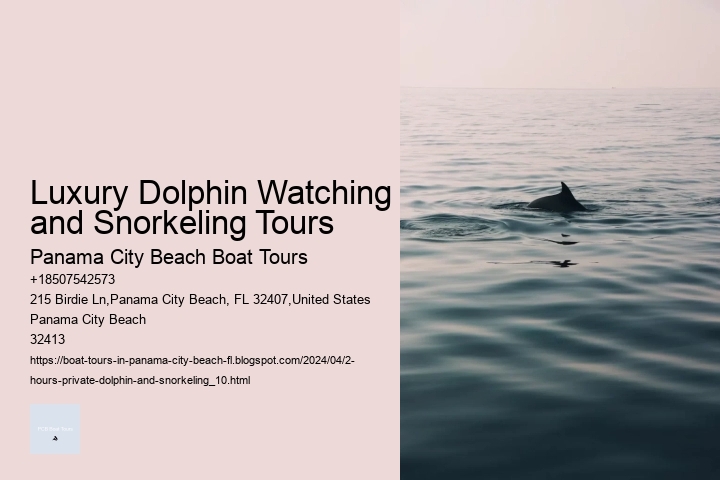 Luxury Dolphin Watching
and Snorkeling Tours
Panama City Beach Boat Tours
+18507542573
215 Birdie Ln,Panama City Beach, FL 32407,United States
Panama City Beach
32413
https://boat-tours-in-panama-city-beach-fl.blogspot.com/2024/04/2-
hours-private-dolphin-and-snorkeling_10.html